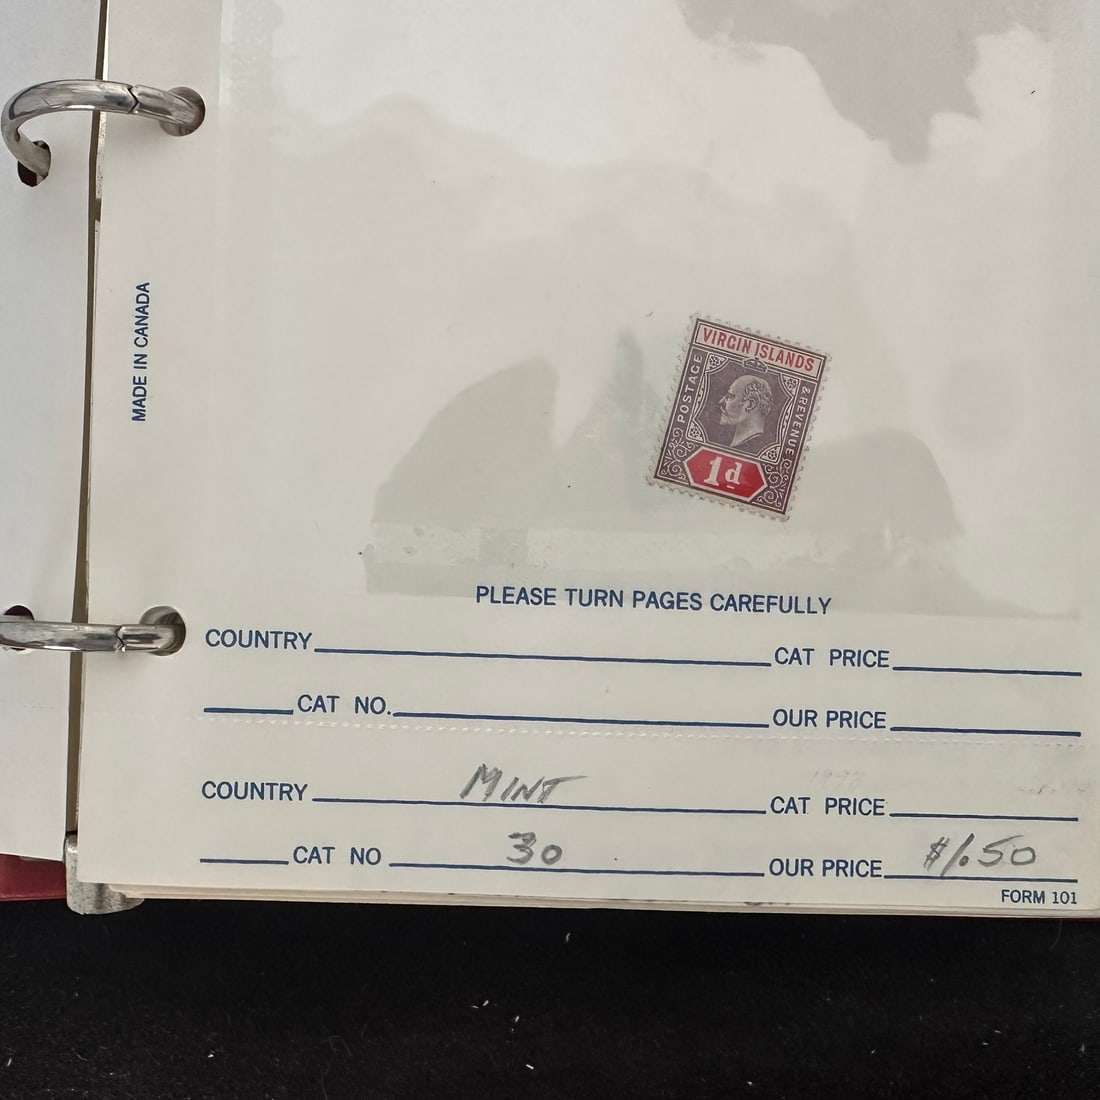 MADE IN CANADA
VIRGIN ISLANDS
POSTAGE
& REVENUE
1d
PLEASE TURN PAGES CAREFULLY
COUNTRY CAT PRICE
CAT NO. OUR PRICE
COUNTRY MINT CAT PRICE
CAT NO 30 OUR PRICE $1.50
FORM 101